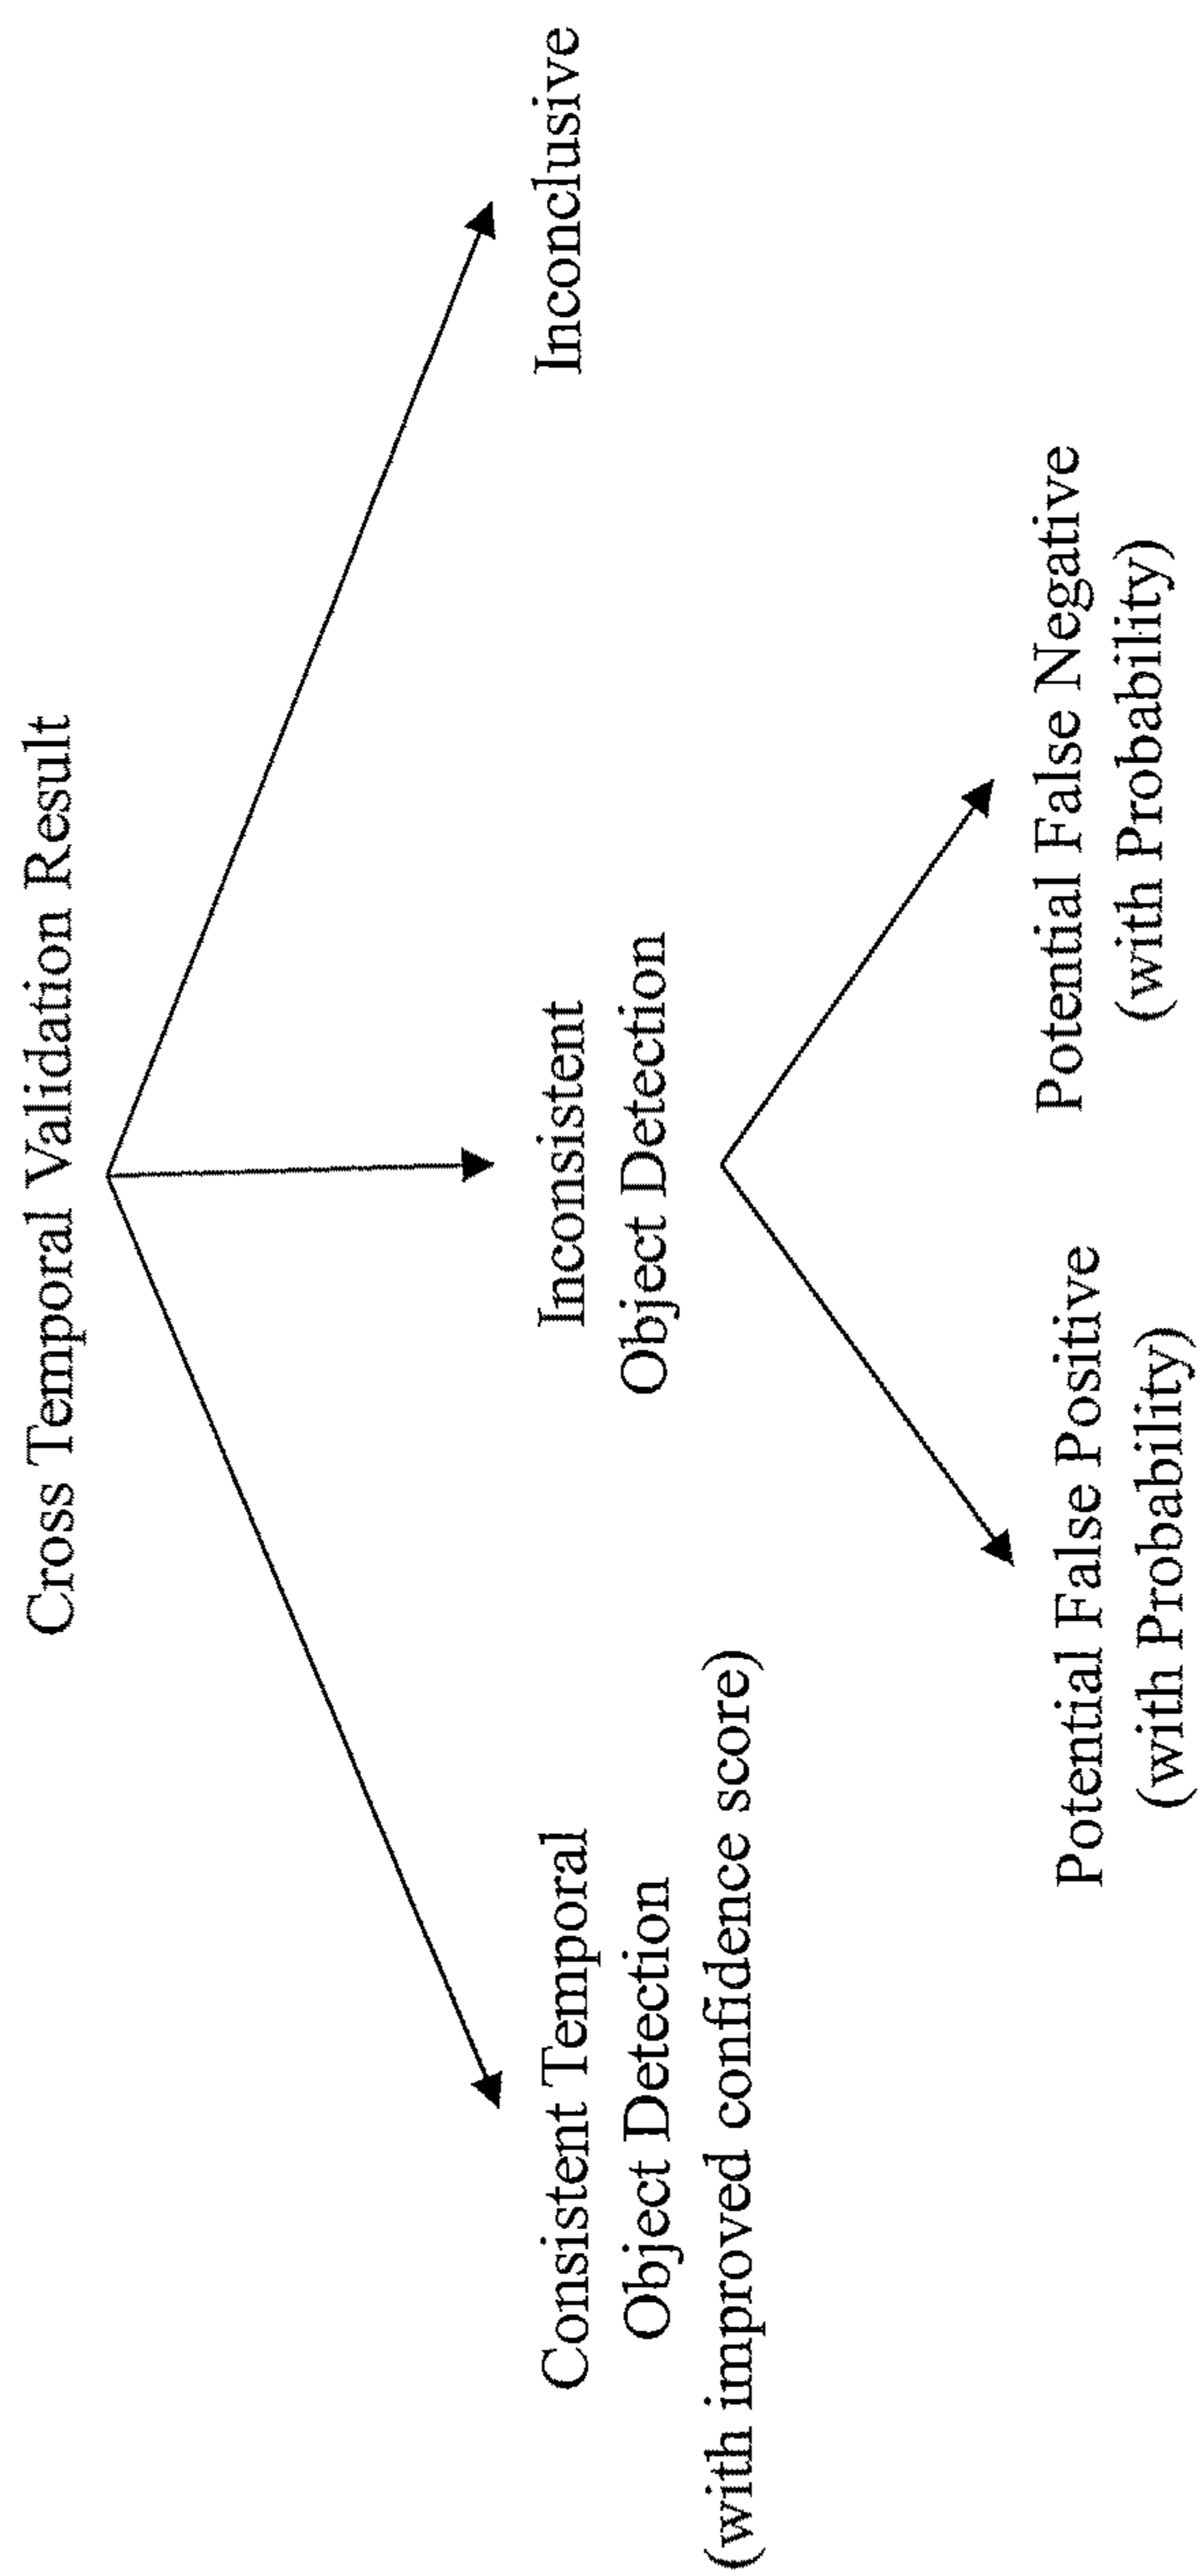 Cross Temporal Validation Result
Consistent Temporal
Object Detection
(with improved confidence score)
Inconsistent
Object Detection
Inconclusive
Potential False Positive
(with Probability)
Potential False Negative
(with Probability)